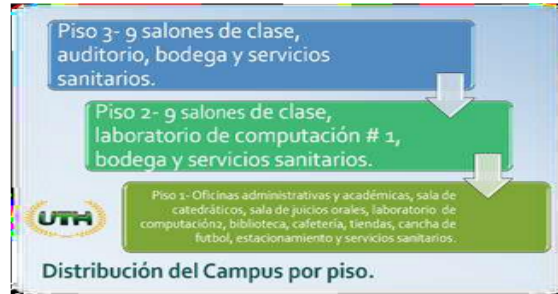 Piso 3- 9 salones de clase,
auditorio, bodega y servicios
sanitarios.
Piso 2- 9 salones de clase,
laboratorio de computación # 1,
bodega y servicios sanitarios.
Piso 1- Oficinas administrativas y académicas, sala de
catedráticos, sala de juicios orales, laboratorio de
computación2, biblioteca, cafetería, tiendas, cancha de
futbol, estacionamiento y servicios sanitarios.
UTH
Distribución del Campus por piso.